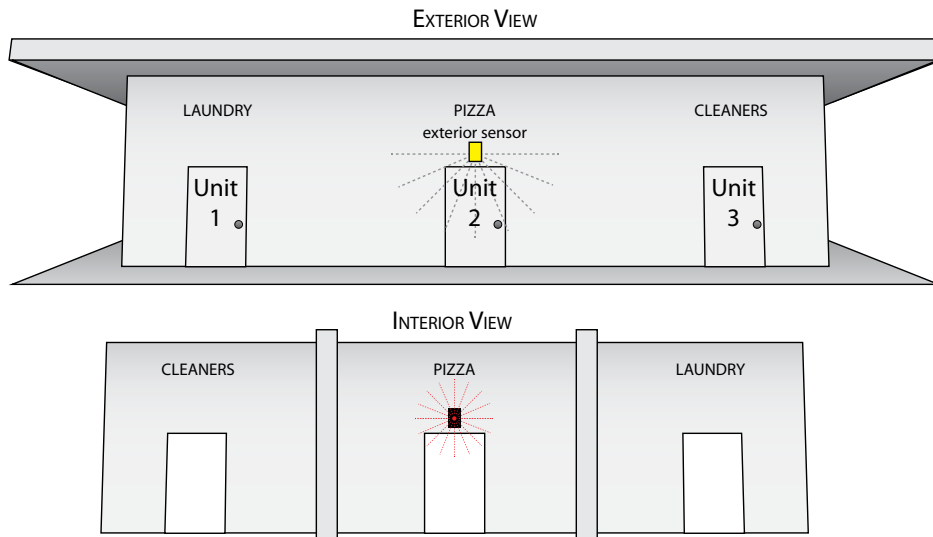 EXTERIOR VIEW
LAUNDRY
PIZZA
CLEANERS
exterior sensor
Unit 1
Unit 2
Unit 3
INTERIOR VIEW
CLEANERS
PIZZA
LAUNDRY